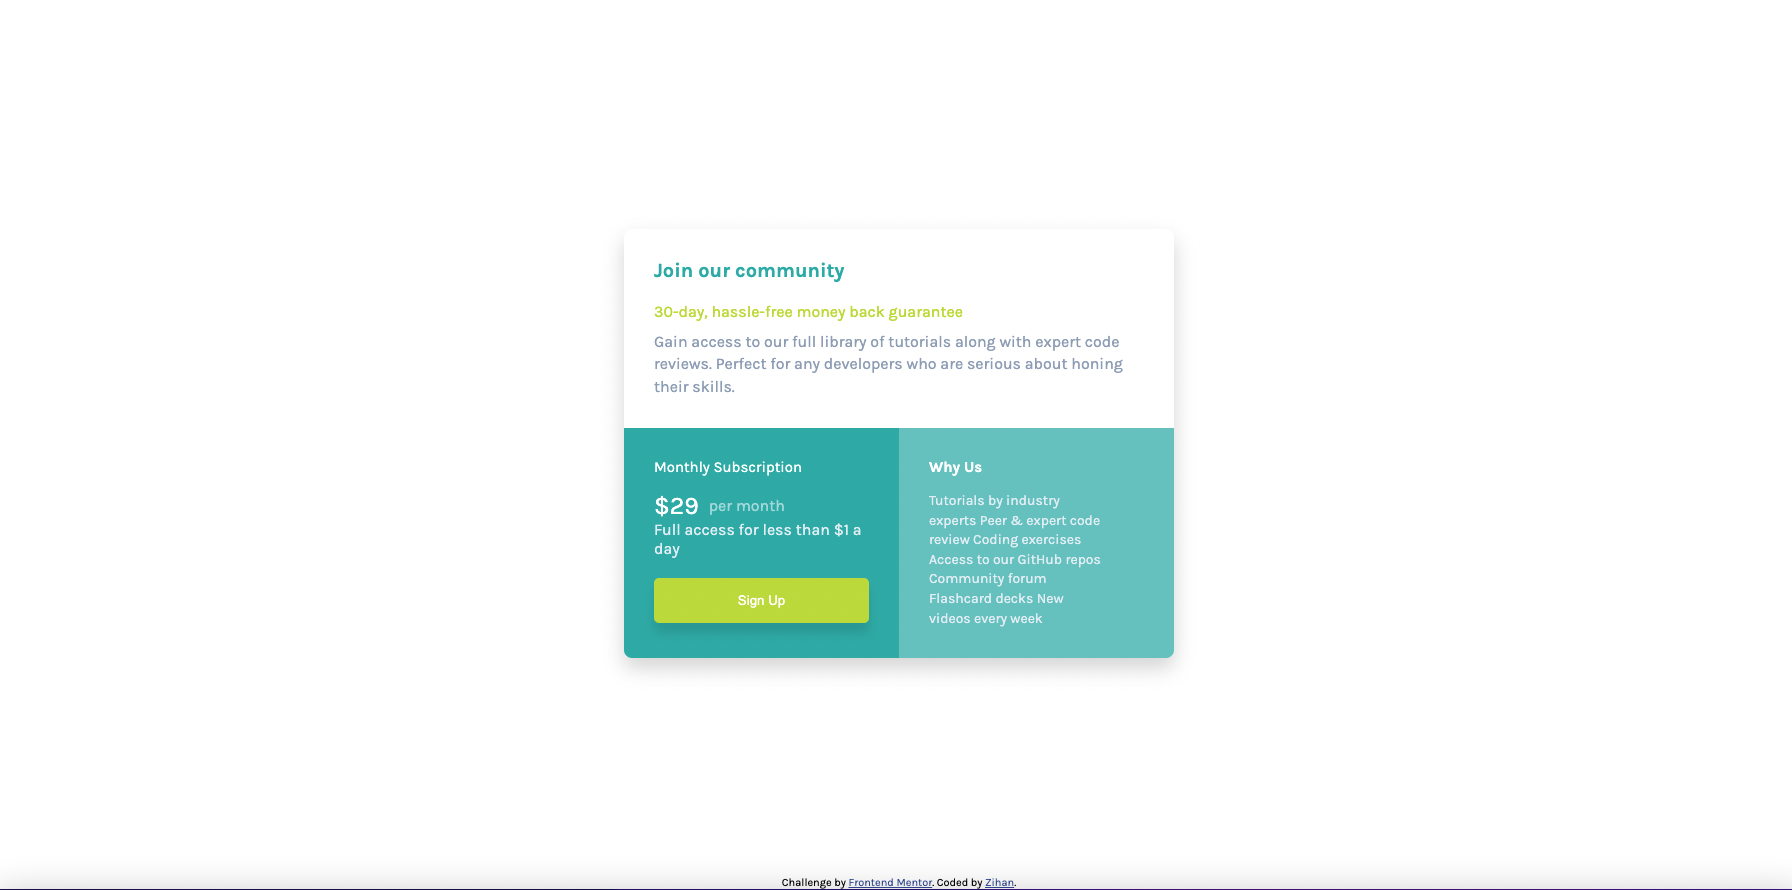 Join our community
30-day, hassle-free money back guarantee
Gain access to our full library of tutorials along with expert code
reviews. Perfect for any developers who are serious about honing
their skills.
Monthly Subscription
$29 per month
Full access for less than $1 a
day
Sign Up
Why Us
Tutorials by industry
experts Peer & expert code
review Coding exercises
Access to our GitHub repos
Community forum
Flashcard decks New
videos every week
Challenge by Frontend Mentor. Coded by Zihan.